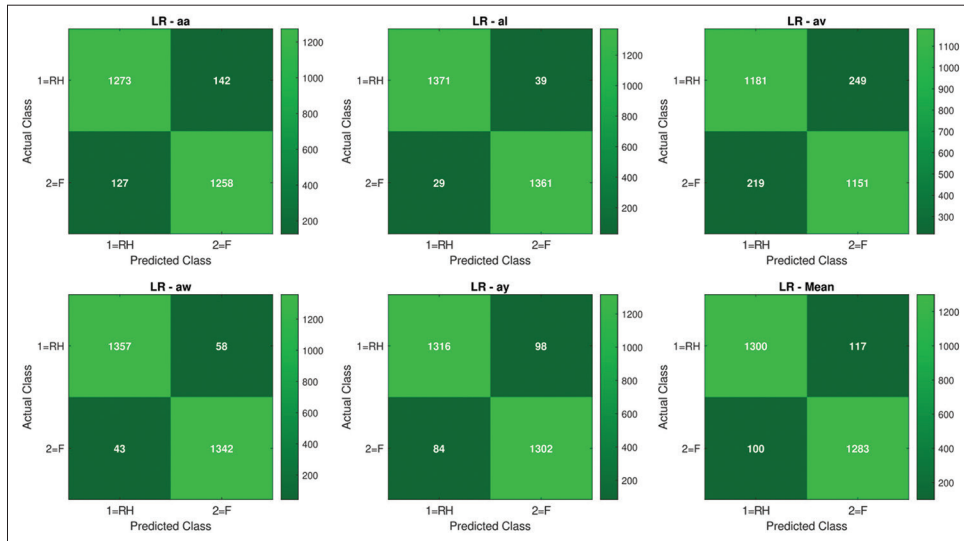 LR - aa
Actual Class
1=RH
2=F
1273
142
127
1258
1=RH
2=F
Predicted Class
1200
1000
800
600
400
200
LR - al
Actual Class
1=RH
2=F
1371
39
29
1361
1=RH
2=F
Predicted Class
1200
1000
800
600
400
200
LR - av
Actual Class
1=RH
2=F
1181
249
219
1151
1=RH
2=F
Predicted Class
1100
1000
900
800
700
600
500
400
300
LR - aw
Actual Class
1=RH
2=F
1357
58
43
1342
1=RH
2=F
Predicted Class
1200
1000
800
600
400
200
LR - ay
Actual Class
1=RH
2=F
1316
98
84
1302
1=RH
2=F
Predicted Class
1200
1000
800
600
400
200
LR - Mean
Actual Class
1=RH
2=F
1300
117
100
1283
1=RH
2=F
Predicted Class
1200
1000
800
600
400
200